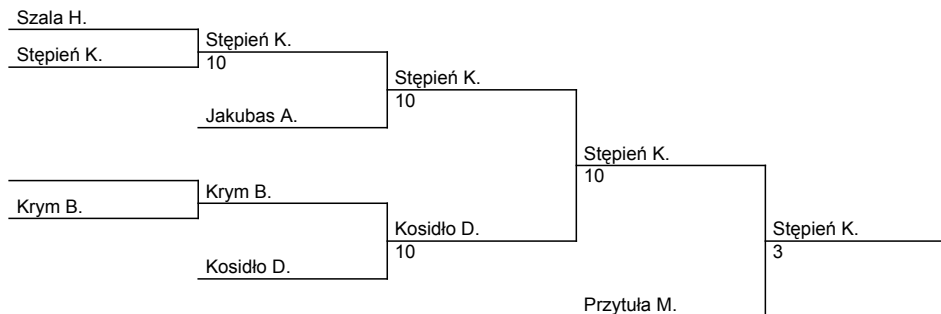 Szala H.
Stępień K.
Stępień K.
10
Jakubas A.
Stępień K.
10
Krym B.
Krym B.
Kosidło D.
Kosidło D.
10
Stępień K.
10
Przytuła M.
Stępień K.
3